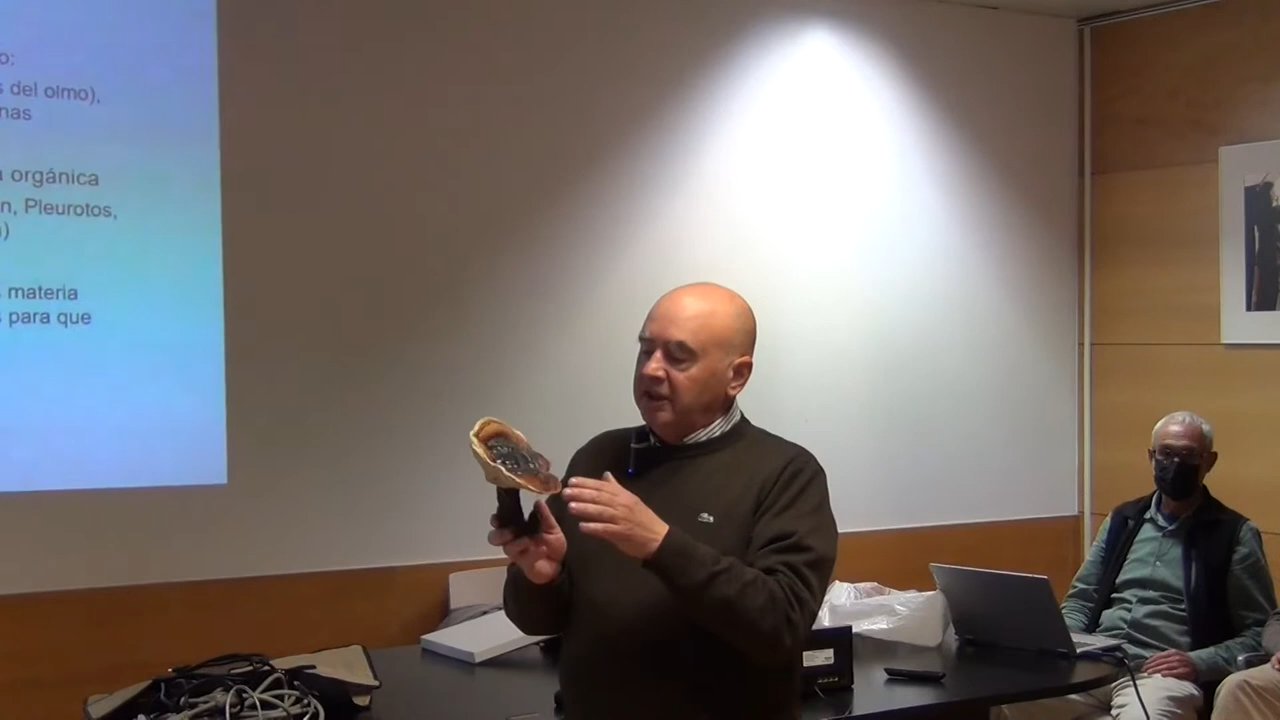 o:
s del olmo),
nas
a orgánica
n, Pleurotos,
)
materia
s para que